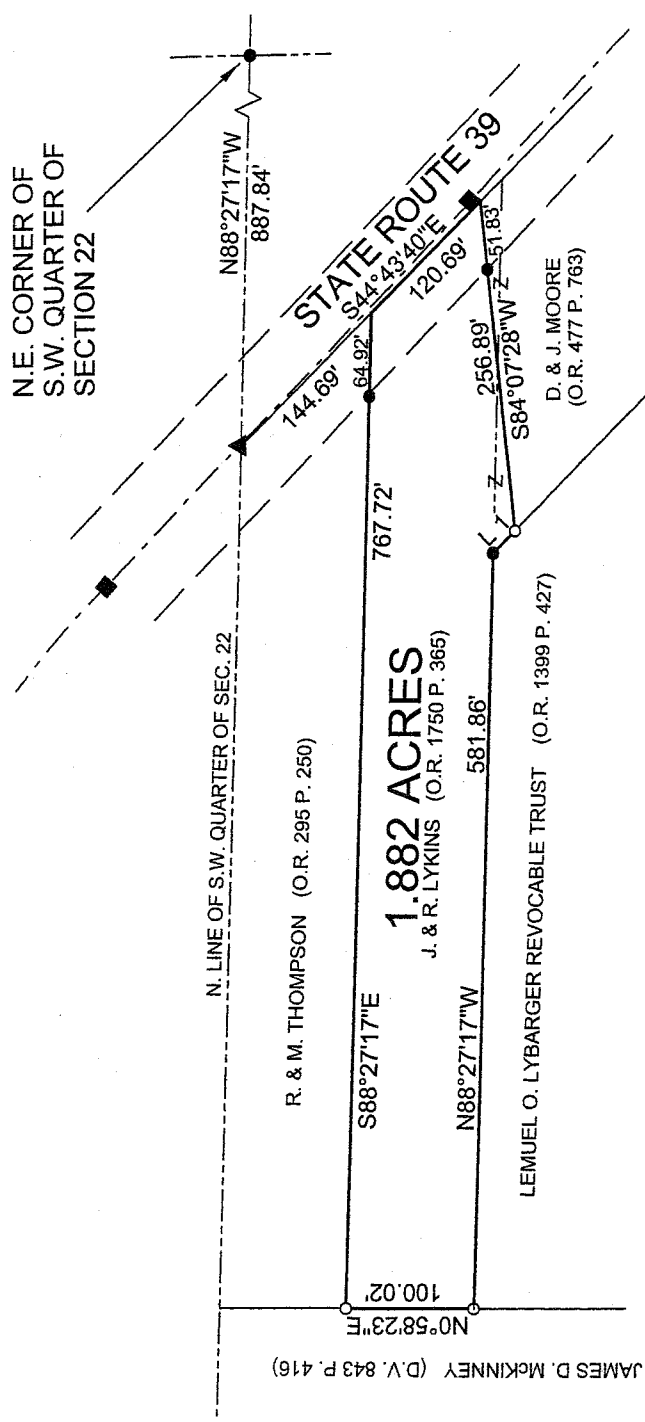 N.E. CORNER OF
S.W. QUARTER OF
SECTION 22
N88°27'17"W
887.84'
STATE ROUTE 39
S44°43'40"E
120.69'
144.69'
64.92'
51.83'
N. LINE OF S.W. QUARTER OF SEC. 22
R. & M. THOMPSON (O.R. 295 P. 250)
767.72'
S88°27'17"E
1.882 ACRES
J. & R. LYKINS (O.R. 1750 P. 365)
256.89'
S84°07'28"W
Z
Z
D. & J. MOORE
(O.R. 477 P. 763)
L1
581.86'
N88°27'17"W
LEMUEL O. LYBARGER REVOCABLE TRUST (O.R. 1399 P. 427)
100.02'
N0°58'23"E
JAMES D. McKINNEY (D.V. 843 P. 416)